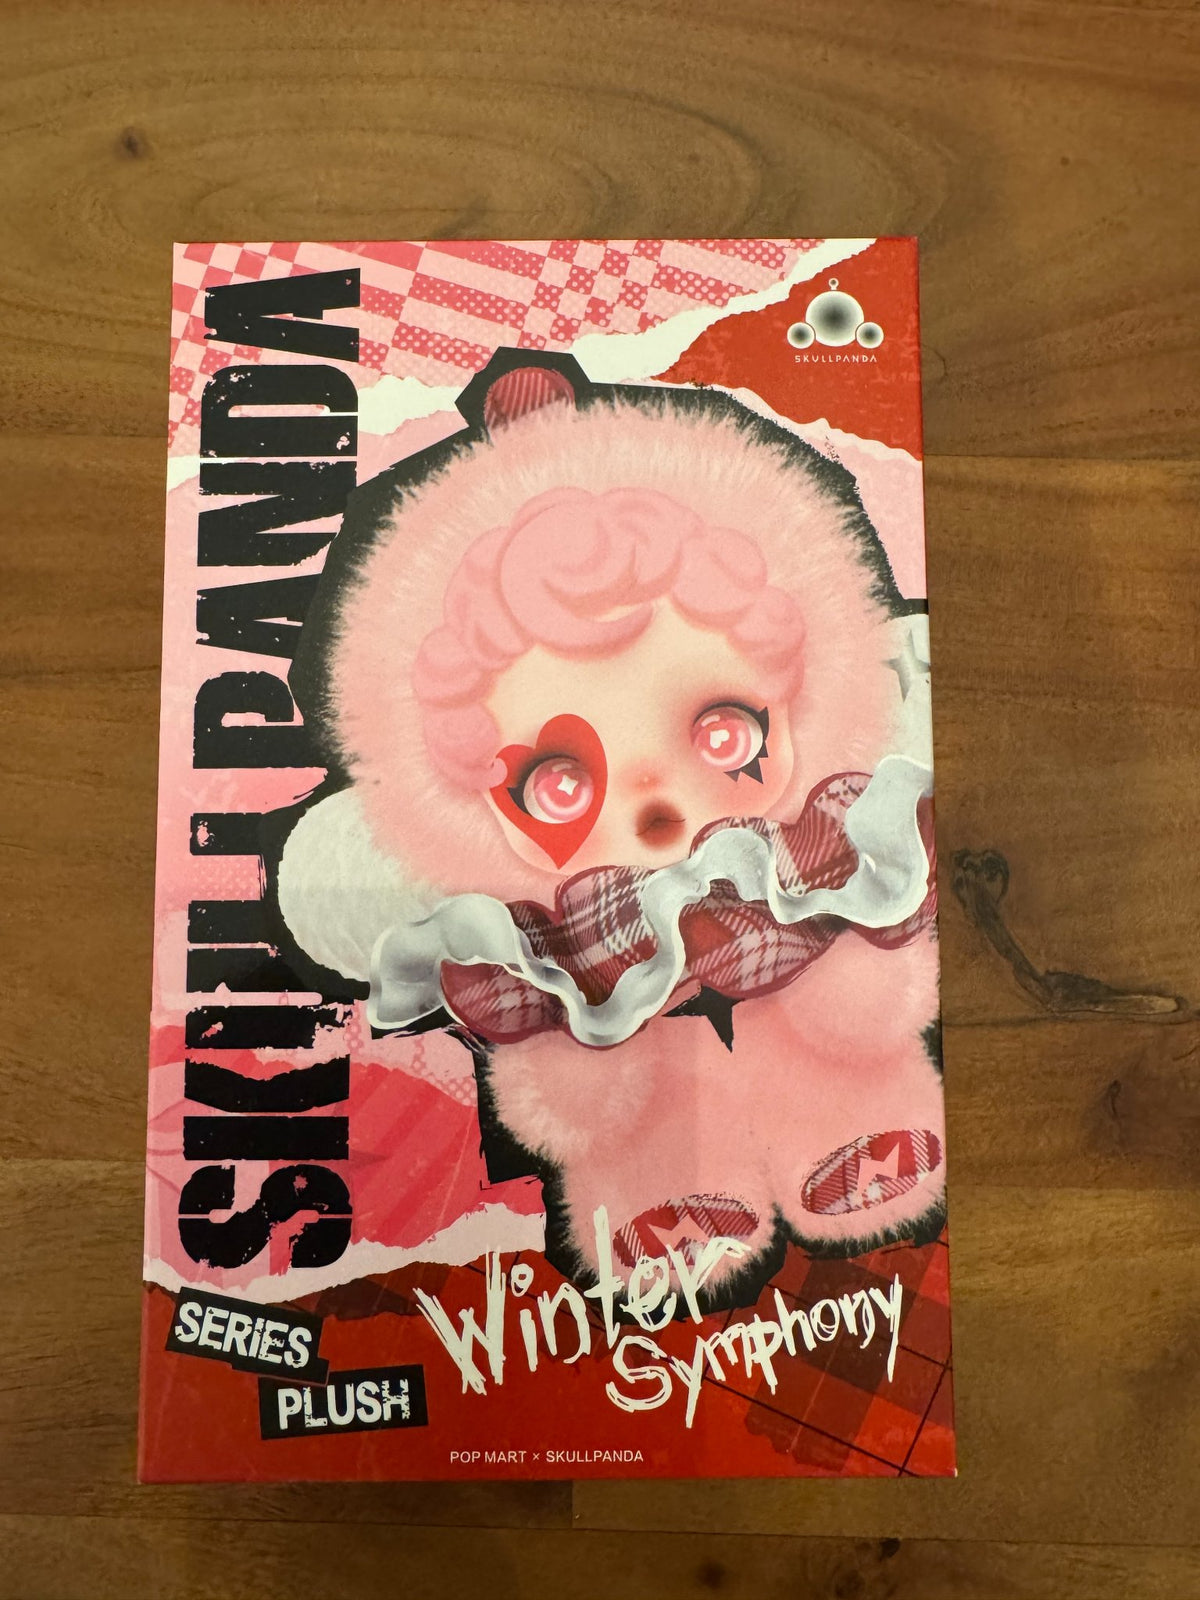 SKULLPANDA
SKULLPANDA
SERIES
PLUSH
Winter
Symphony
POP MART × SKULLPANDA